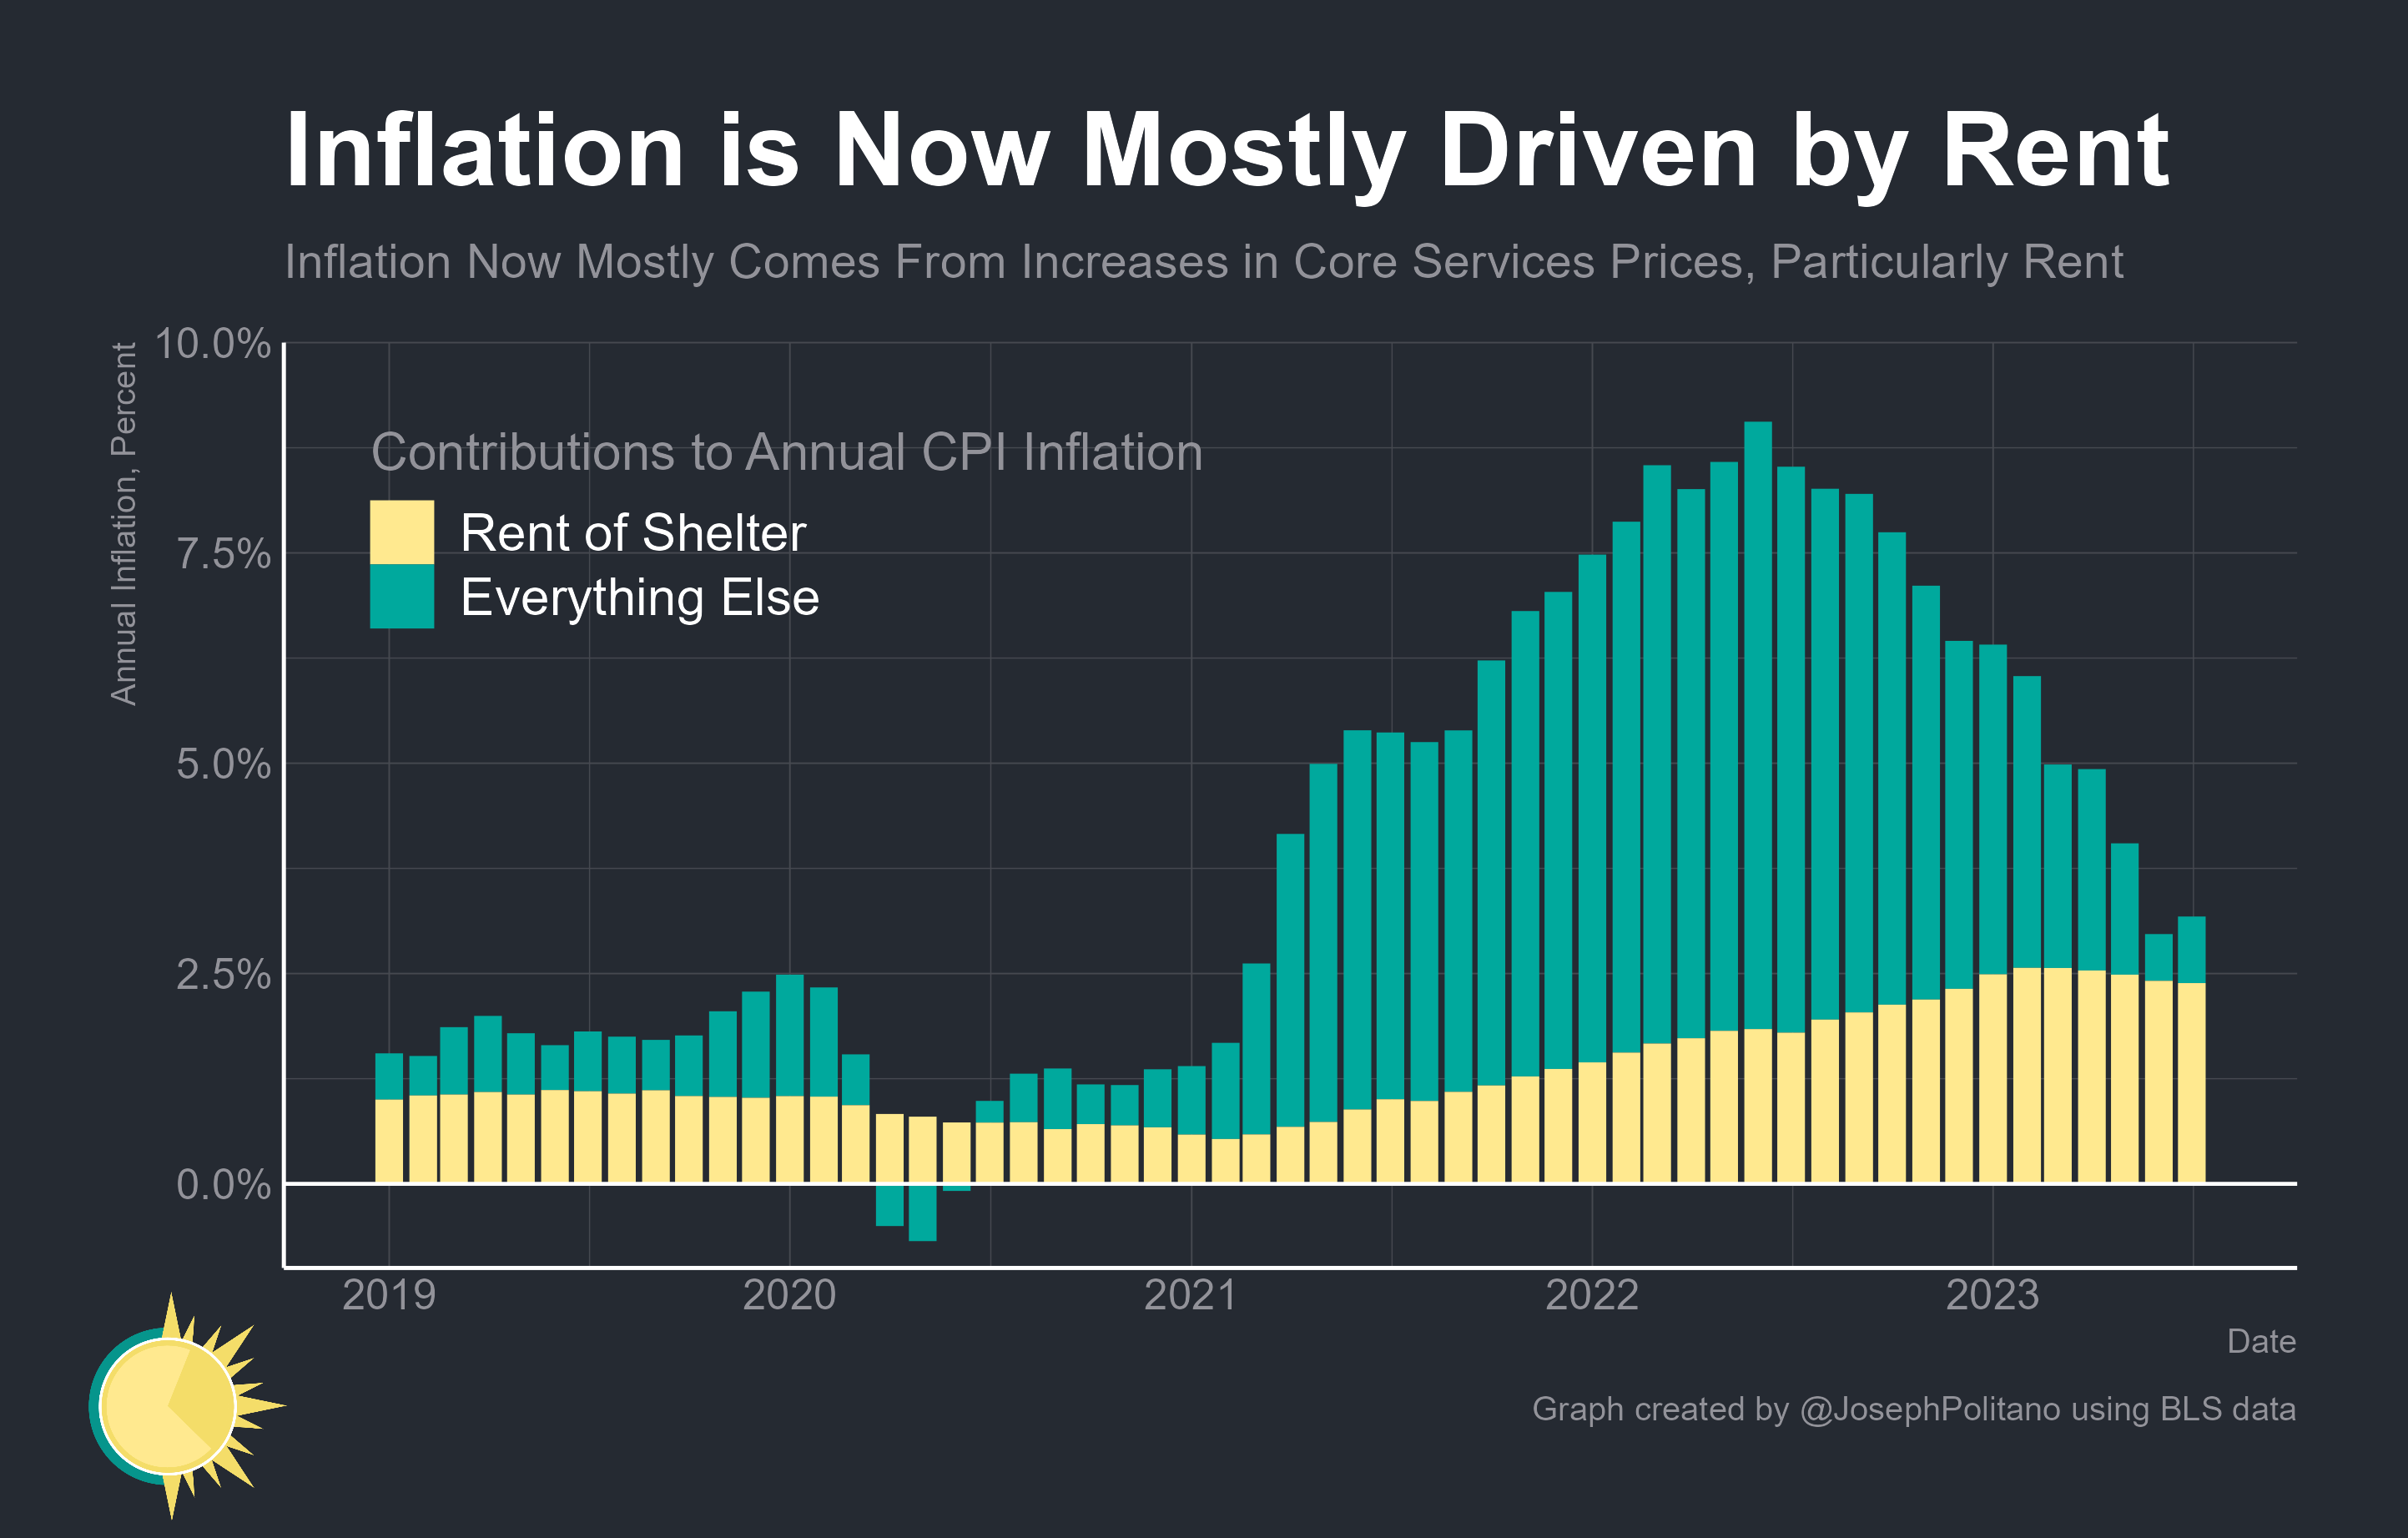 Inflation is Now Mostly Driven by Rent
Inflation Now Mostly Comes From Increases in Core Services Prices, Particularly Rent
Annual Inflation, Percent
10.0%
7.5%
5.0%
2.5%
0.0%
Contributions to Annual CPI Inflation
Rent of Shelter
Everything Else
2019 2020 2021 2022 2023
Date
Graph created by @JosephPolitano using BLS data